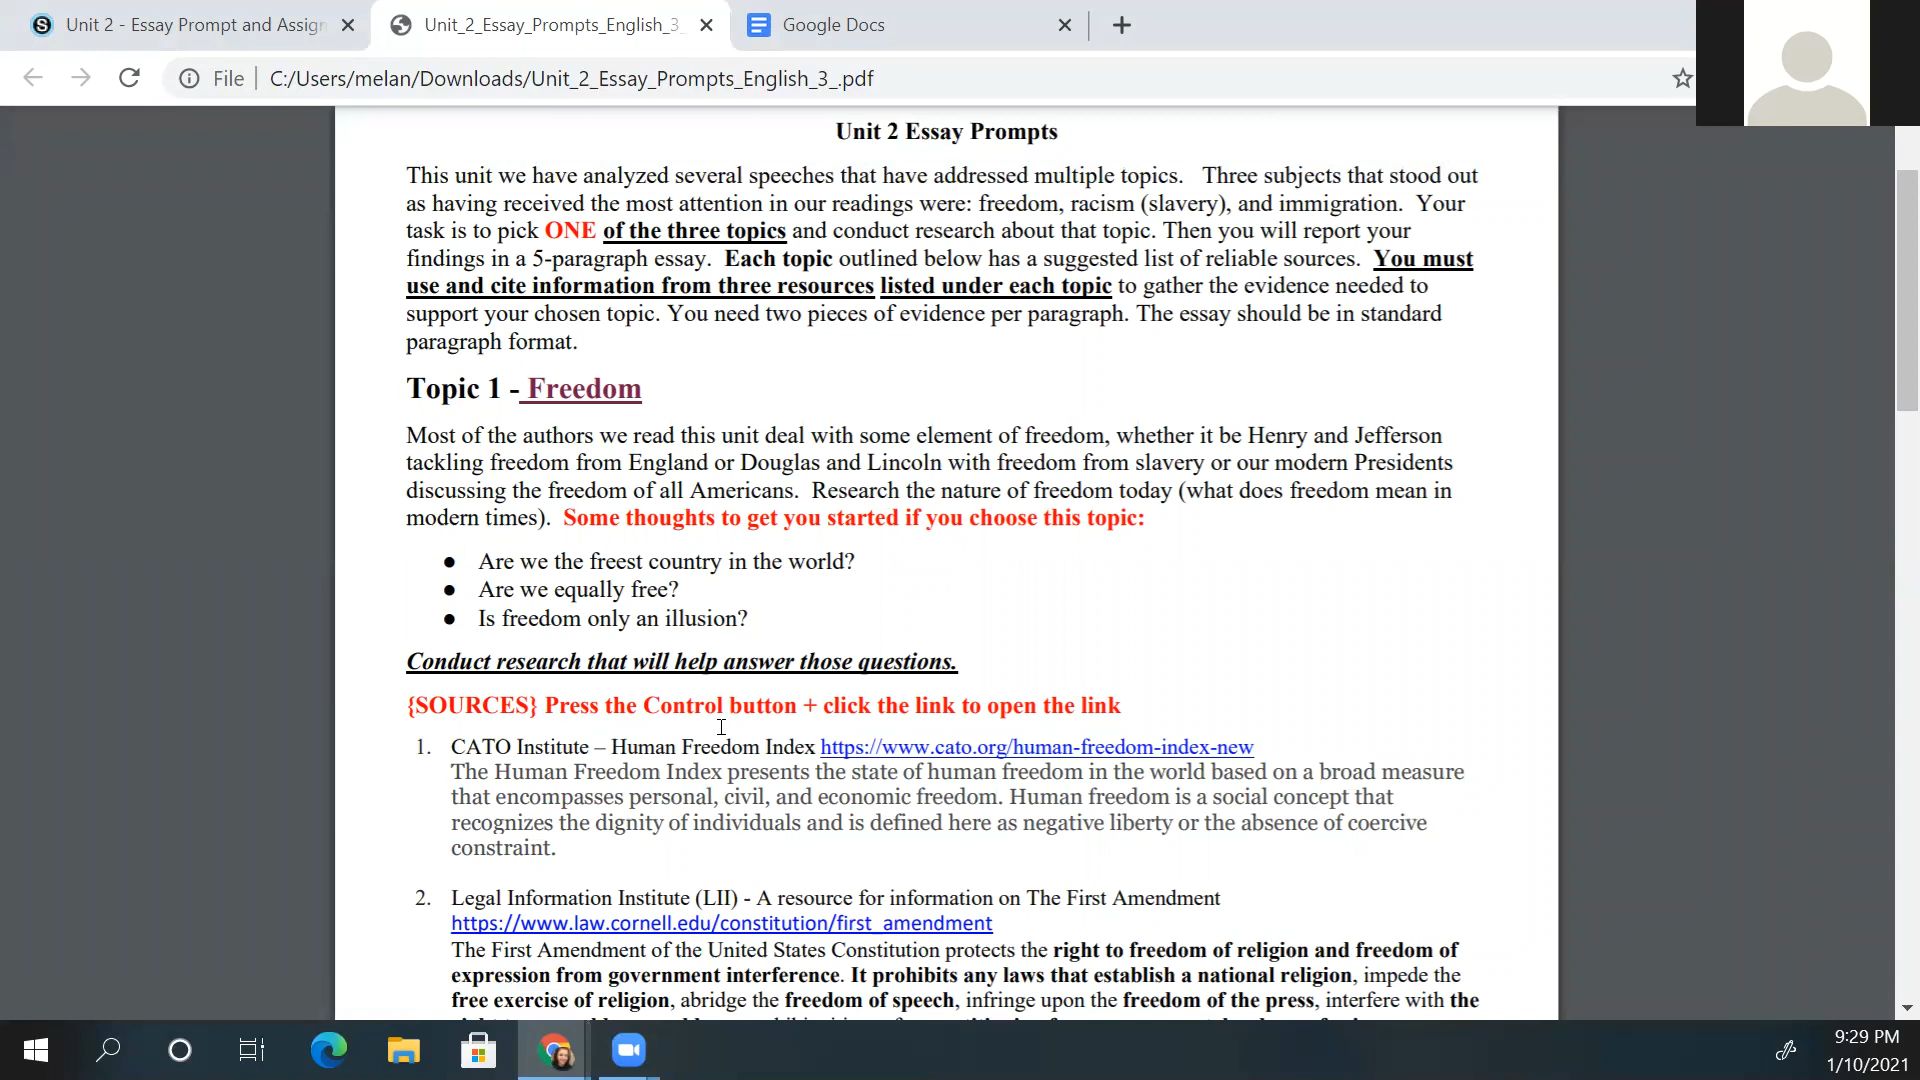 Unit 2 - Essay Prompt and Assign
Unit_2_Essay_Prompts_English_3_
Google Docs
File
C:/Users/melan/Downloads/Unit_2_Essay_Prompts_English_3_.pdf
Unit 2 Essay Prompts
This unit we have analyzed several speeches that have addressed multiple topics.   Three subjects that stood out
as having received the most attention in our readings were: freedom, racism (slavery), and immigration.  Your
task is to pick ONE of the three topics and conduct research about that topic. Then you will report your
findings in a 5-paragraph essay.  Each topic outlined below has a suggested list of reliable sources.  You must
use and cite information from three resources listed under each topic to gather the evidence needed to
support your chosen topic. You need two pieces of evidence per paragraph. The essay should be in standard
paragraph format.
Topic 1 - Freedom
Most of the authors we read this unit deal with some element of freedom, whether it be Henry and Jefferson
tackling freedom from England or Douglas and Lincoln with freedom from slavery or our modern Presidents
discussing the freedom of all Americans.  Research the nature of freedom today (what does freedom mean in
modern times).  Some thoughts to get you started if you choose this topic:
● Are we the freest country in the world?
● Are we equally free?
● Is freedom only an illusion?
Conduct research that will help answer those questions.
{SOURCES} Press the Control button + click the link to open the link
1. CATO Institute – Human Freedom Index https://www.cato.org/human-freedom-index-new
The Human Freedom Index presents the state of human freedom in the world based on a broad measure
that encompasses personal, civil, and economic freedom. Human freedom is a social concept that
recognizes the dignity of individuals and is defined here as negative liberty or the absence of coercive
constraint.
2. Legal Information Institute (LII) - A resource for information on The First Amendment
https://www.law.cornell.edu/constitution/first_amendment
The First Amendment of the United States Constitution protects the right to freedom of religion and freedom of
expression from government interference. It prohibits any laws that establish a national religion, impede the
free exercise of religion, abridge the freedom of speech, infringe upon the freedom of the press, interfere with the
9:29 PM
1/10/2021